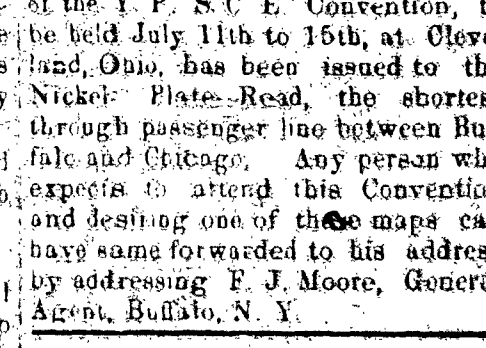 of the Y. P. S. C. E. Convention, t
be held July 11th to 15th, at Cleve
land, Ohio, has been issued to th
Nickel Plate Road, the shortes
through passenger line between Bu
falo and Chicago. Any person wh
expects to attend this Conventio
and desiring one of these maps ca
have same forwarded to his addres
by addressing F. J. Moore, Genera
Agent, Buffalo, N. Y.